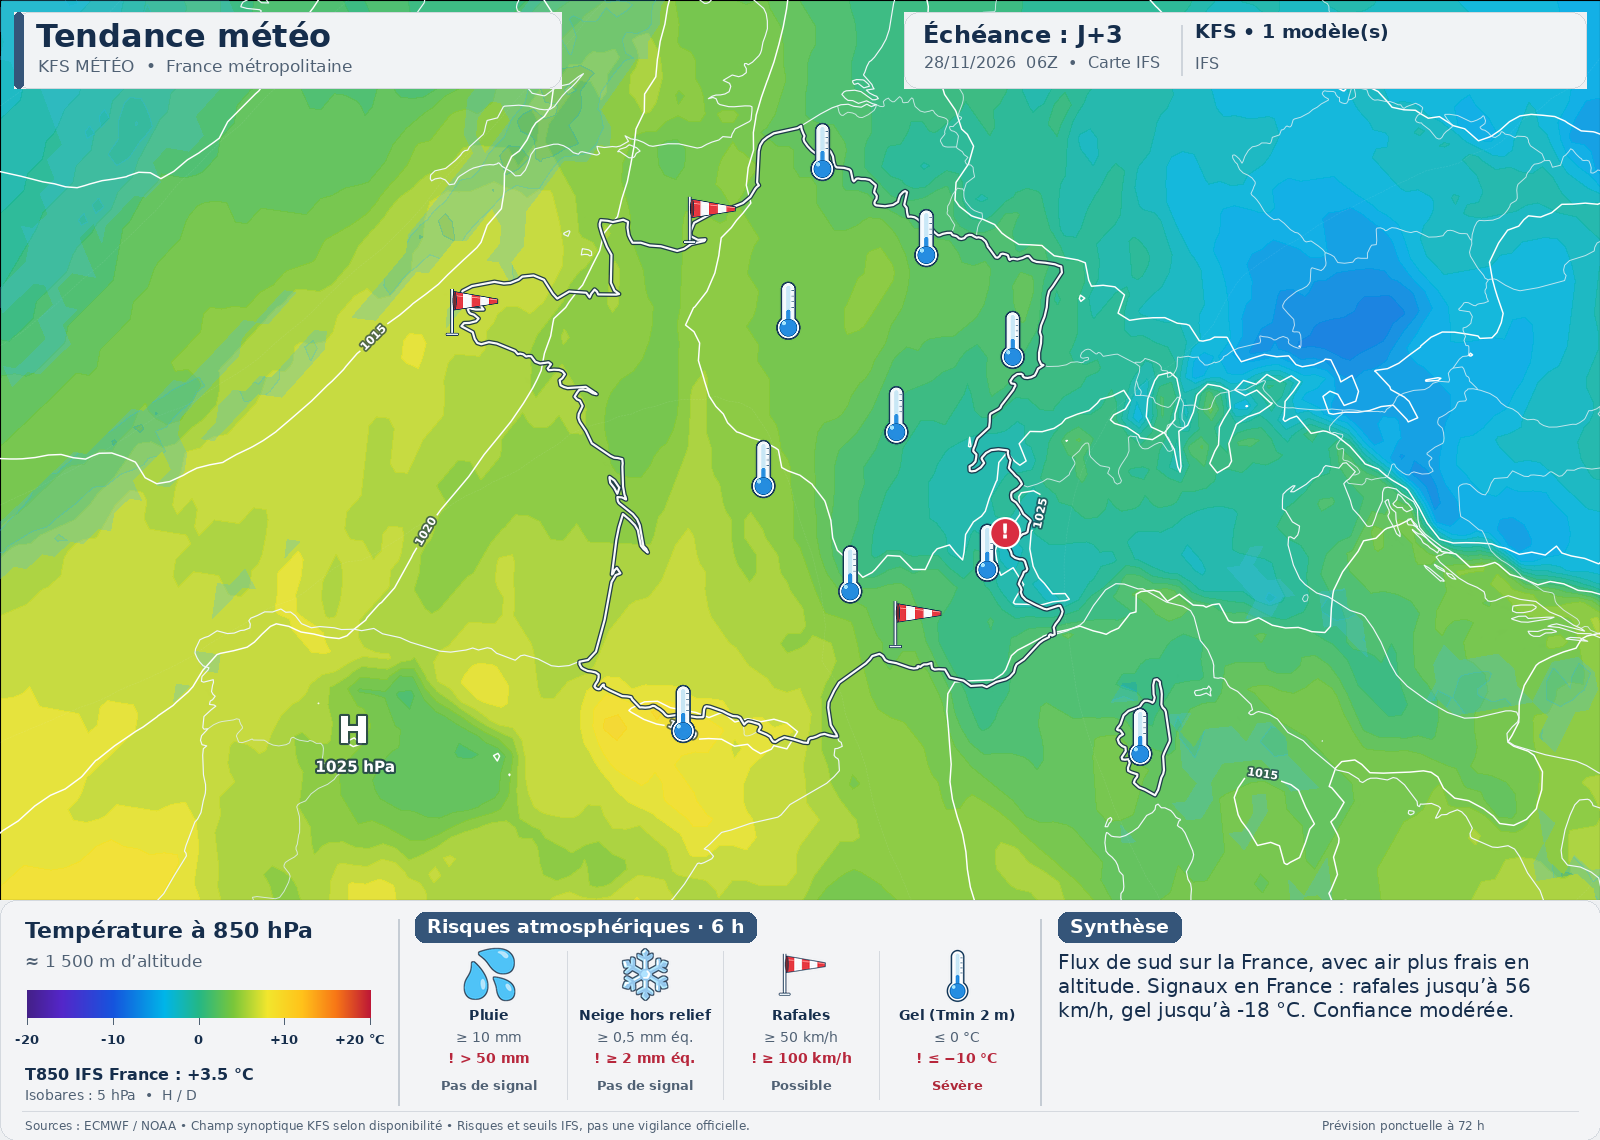 Tendance météo
KFS MÉTÉO • France métropolitaine
Échéance : J+3
28/11/2026 06Z • Carte IFS
KFS • 1 modèle(s)
IFS
1015
1020
1025
!
H
1025 hPa
1015
Température à 850 hPa
≈ 1 500 m d’altitude
-20 -10 0 +10 +20 °C
T850 IFS France : +3.5 °C
Isobares : 5 hPa • H / D
Risques atmosphériques · 6 h
Pluie
≥ 10 mm
! > 50 mm
Pas de signal
Neige hors relief
≥ 0,5 mm éq.
! ≥ 2 mm éq.
Pas de signal
Rafales
≥ 50 km/h
! ≥ 100 km/h
Possible
Gel (Tmin 2 m)
≤ 0 °C
! ≤ −10 °C
Sévère
Synthèse
Flux de sud sur la France, avec air plus frais en
altitude. Signaux en France : rafales jusqu’à 56
km/h, gel jusqu’à -18 °C. Confiance modérée.
Sources : ECMWF / NOAA • Champ synoptique KFS selon disponibilité • Risques et seuils IFS, pas une vigilance officielle.
Prévision ponctuelle à 72 h